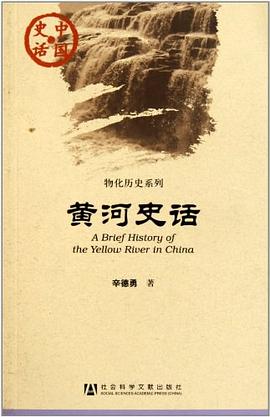 中国
史话
物化历史系列
黄河史话
A Brief History of
the Yellow River in China
辛德勇 著
社会科学文献出版社
SOCIAL SCIENCES ACADEMIC PRESS (CHINA)